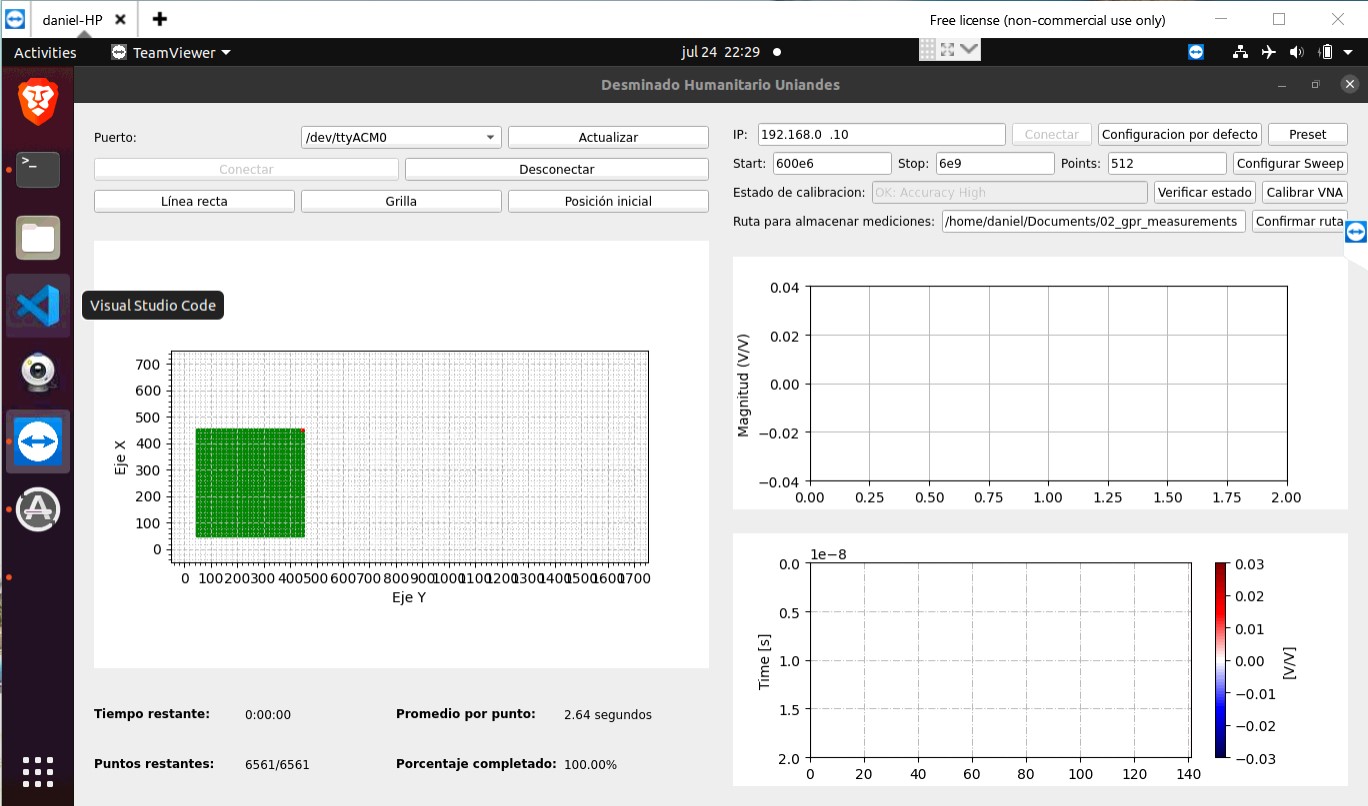 daniel-HP
Free license (non-commercial use only)
Activities
TeamViewer
jul 24 22:29
Desminado Humanitario Uniandes
Puerto:
/dev/ttyACM0
Actualizar
Conectar
Desconectar
Línea recta
Grilla
Posición inicial
IP:
192.168.0 .10
Conectar
Configuracion por defecto
Preset
Start:
600e6
Stop:
6e9
Points:
512
Configurar Sweep
Estado de calibracion:
OK: Accuracy High
Verificar estado
Calibrar VNA
Ruta para almacenar mediciones:
/home/daniel/Documents/02_gpr_measurements
Confirmar ruta
Visual Studio Code
700
600
500
400
300
200
100
0
Eje X
0 100 200 300 400 500 600 700 800 900 1000 1100 1200 1300 1400 1500 1600 1700
Eje Y
0.04
0.02
0.00
−0.02
−0.04
Magnitud (V/V)
0.00 0.25 0.50 0.75 1.00 1.25 1.50 1.75 2.00
1e−8
0.0
0.5
1.0
1.5
2.0
Time [s]
0 20 40 60 80 100 120 140
0.03
0.02
0.01
0.00
−0.01
−0.02
−0.03
[V/V]
Tiempo restante: 0:00:00
Promedio por punto: 2.64 segundos
Puntos restantes: 6561/6561
Porcentaje completado: 100.00%